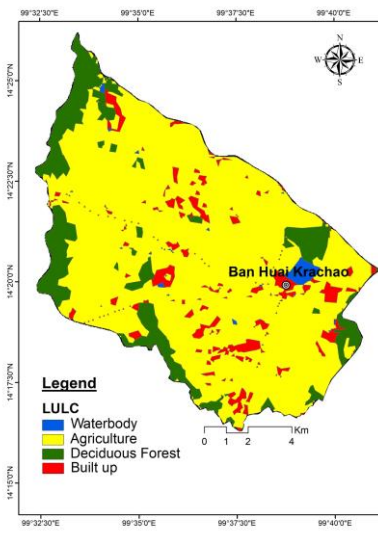 99°32'30"E 99°35'0"E 99°37'30"E 99°40'0"E
N
W E
S
14°25'0"N
14°22'30"N
14°20'0"N
14°17'30"N
14°15'0"N
Ban Huai Krachao
Legend
LULC
Waterbody
Agriculture
Deciduous Forest
Built up
Km
0 1 2 4
99°32'30"E 99°35'0"E 99°37'30"E 99°40'0"E